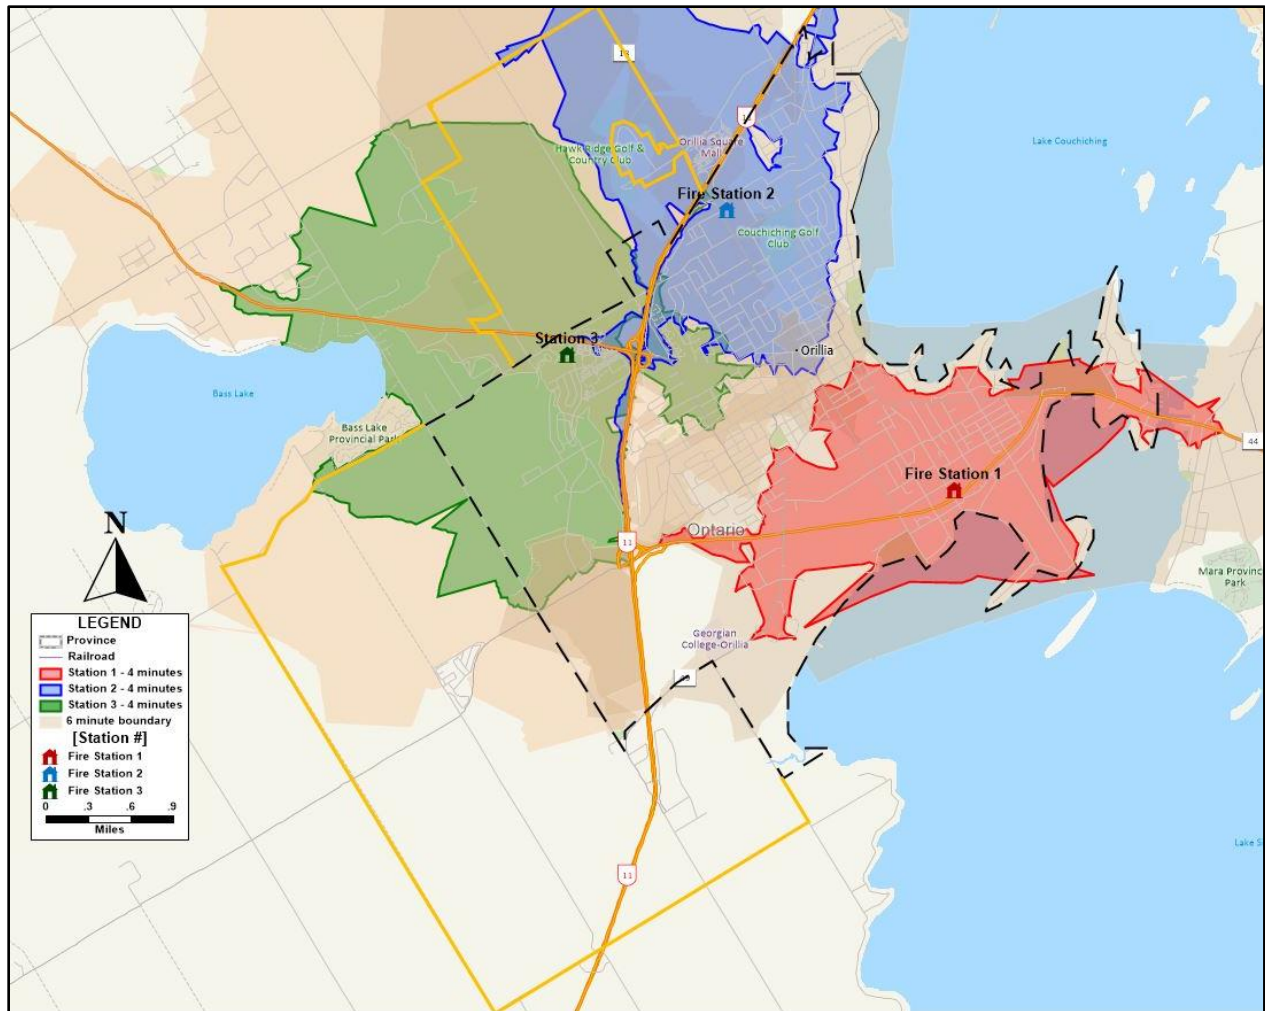 Lake Couchiching
Orillia Square
Mall
Hawk Ridge Golf &
Country Club
Fire Station 2
Couchiching Golf
Club
Station 3
Orillia
Bass Lake
Bass Lake
Provincial Park
Fire Station 1
44
Ontario
11
N
Mara Provinc
Park
Georgian
College-Orillia
LEGEND
Province
Railroad
Station 1 - 4 minutes
Station 2 - 4 minutes
Station 3 - 4 minutes
6 minute boundary
[Station #]
Fire Station 1
Fire Station 2
Fire Station 3
0 .3 .6 .9
Miles
Lake S
11